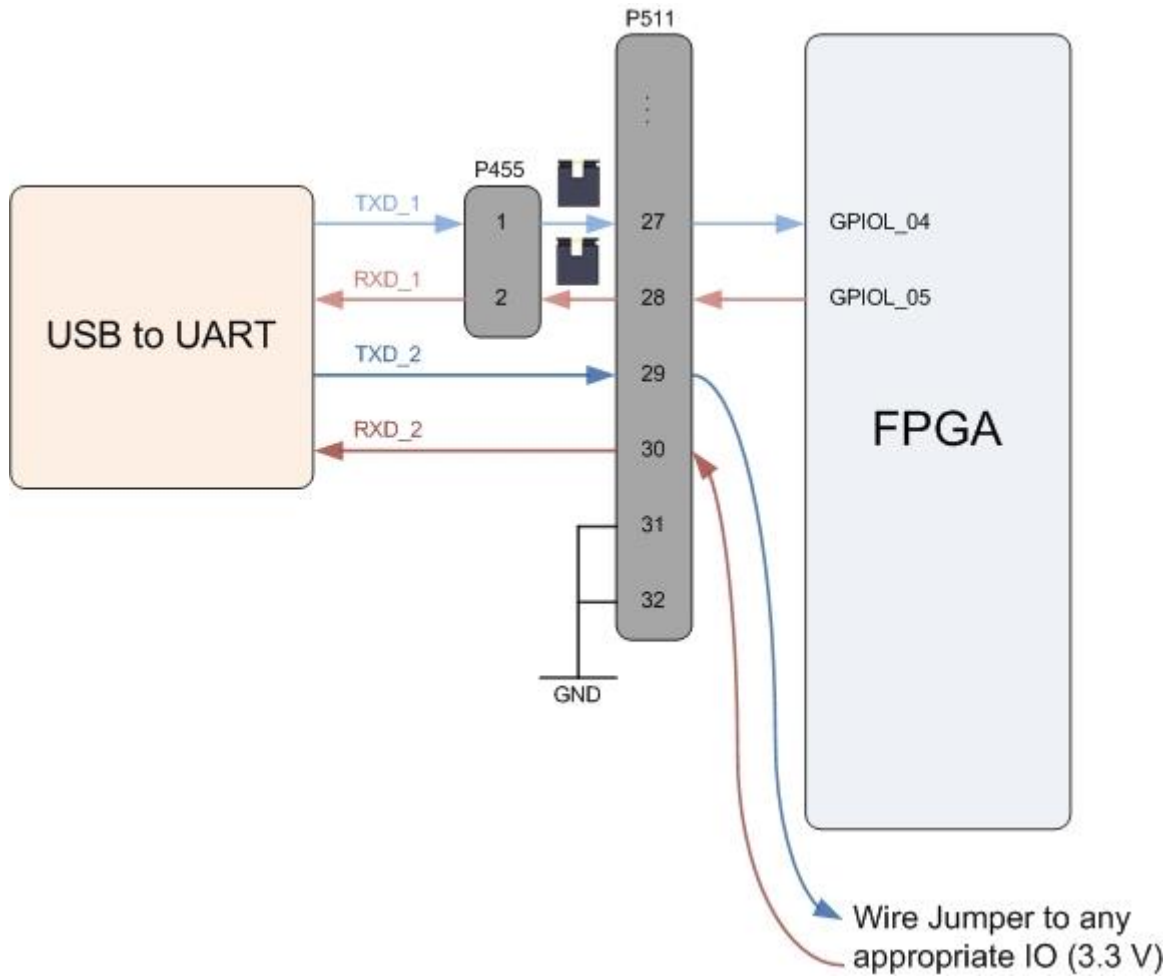 P511
P455
TXD_1
1
27
GPIOL_04
RXD_1
2
28
GPIOL_05
USB to UART
TXD_2
29
FPGA
RXD_2
30
31
32
GND
Wire Jumper to any
appropriate IO (3.3 V)